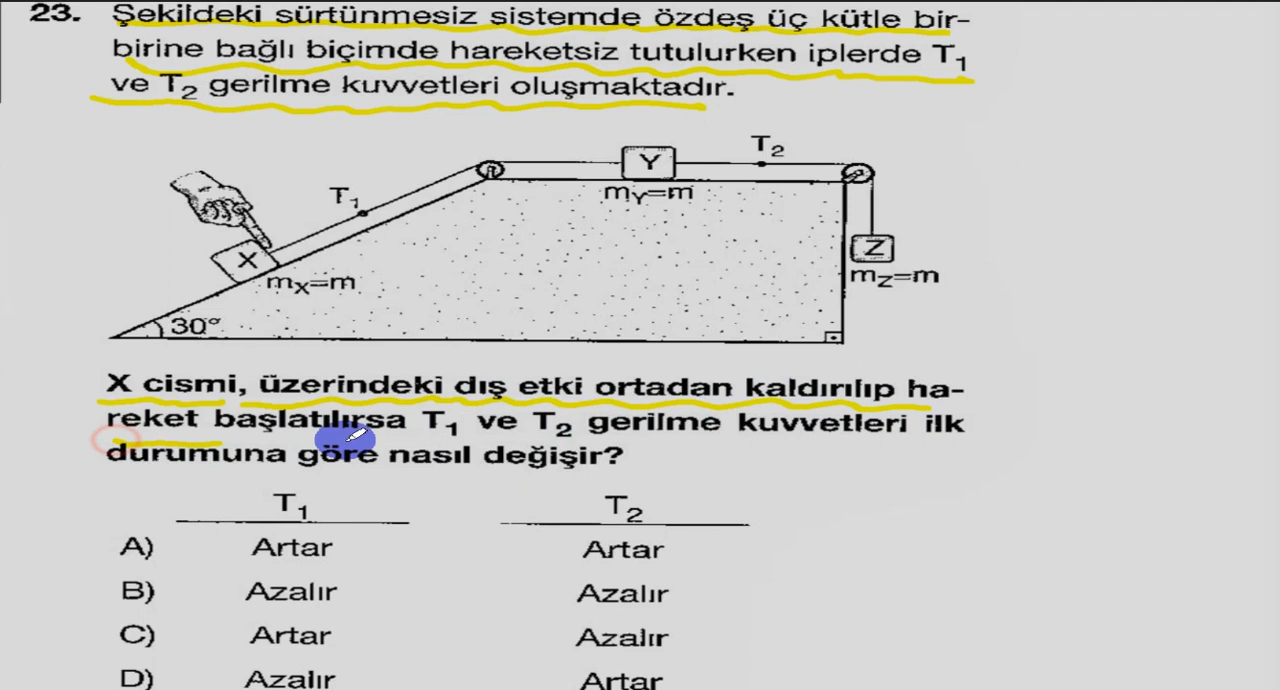 23. Şekildeki sürtünmesiz sistemde özdeş üç kütle bir-
birine bağlı biçimde hareketsiz tutulurken iplerde T₁
ve T₂ gerilme kuvvetleri oluşmaktadır.
T₂
Y
T₁
mY=m
Z
X
mZ=m
mX=m
30°
X cismi, üzerindeki dış etki ortadan kaldırılıp ha-
reket başlatılırsa T₁ ve T₂ gerilme kuvvetleri ilk
durumuna göre nasıl değişir?
T₁ T₂
A) Artar Artar
B) Azalır Azalır
C) Artar Azalır
D) Azalır Artar